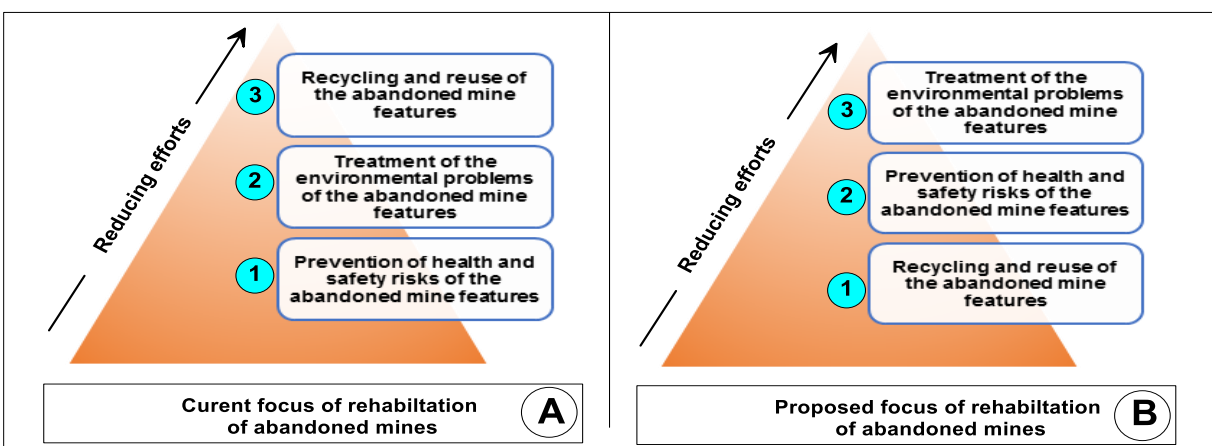 Reducing efforts
3
Recycling and reuse of
the abandoned mine
features
2
Treatment of the
environmental problems
of the abandoned mine
features
1
Prevention of health and
safety risks of the
abandoned mine features
Curent focus of rehabiltation
of abandoned mines
A
Reducing efforts
3
Treatment of the
environmental problems
of the abandoned mine
features
2
Prevention of health and
safety risks of the
abandoned mine features
1
Recycling and reuse of
the abandoned mine
features
Proposed focus of rehabiltation
of abandoned mines
B